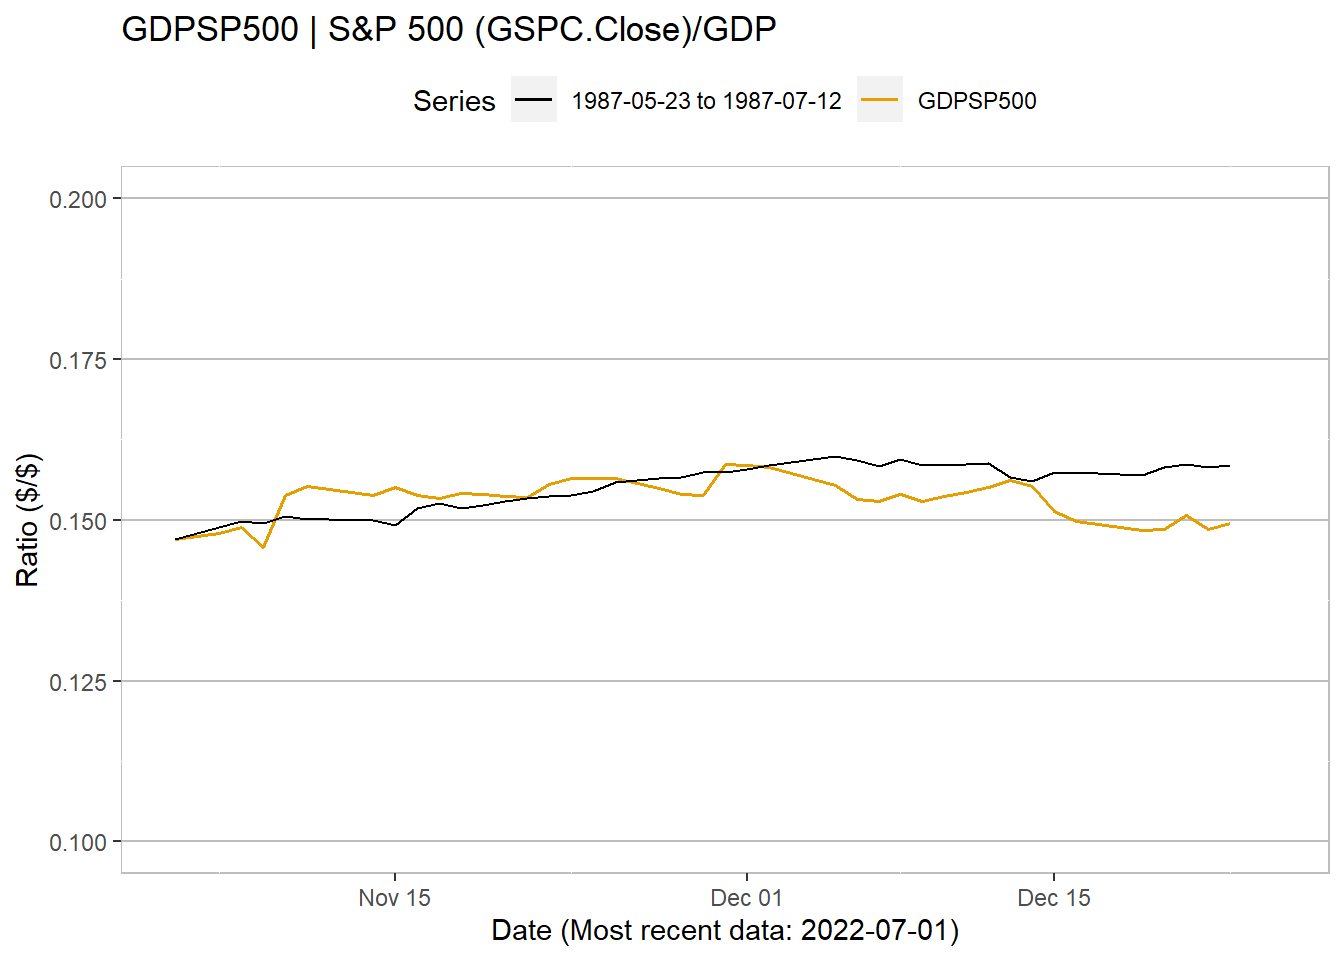 GDPSP500 | S&P 500 (GSPC.Close)/GDP
Series 1987-05-23 to 1987-07-12 GDPSP500
Ratio ($/$)
0.200
0.175
0.150
0.125
0.100
Nov 15 Dec 01 Dec 15
Date (Most recent data: 2022-07-01)